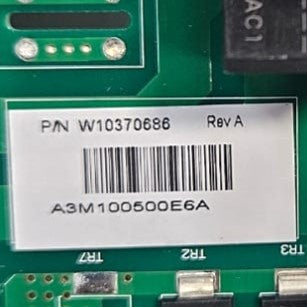 AC1
P/N W10370686 Rev A
A3M100500E6A
TR7 TR2 TR3